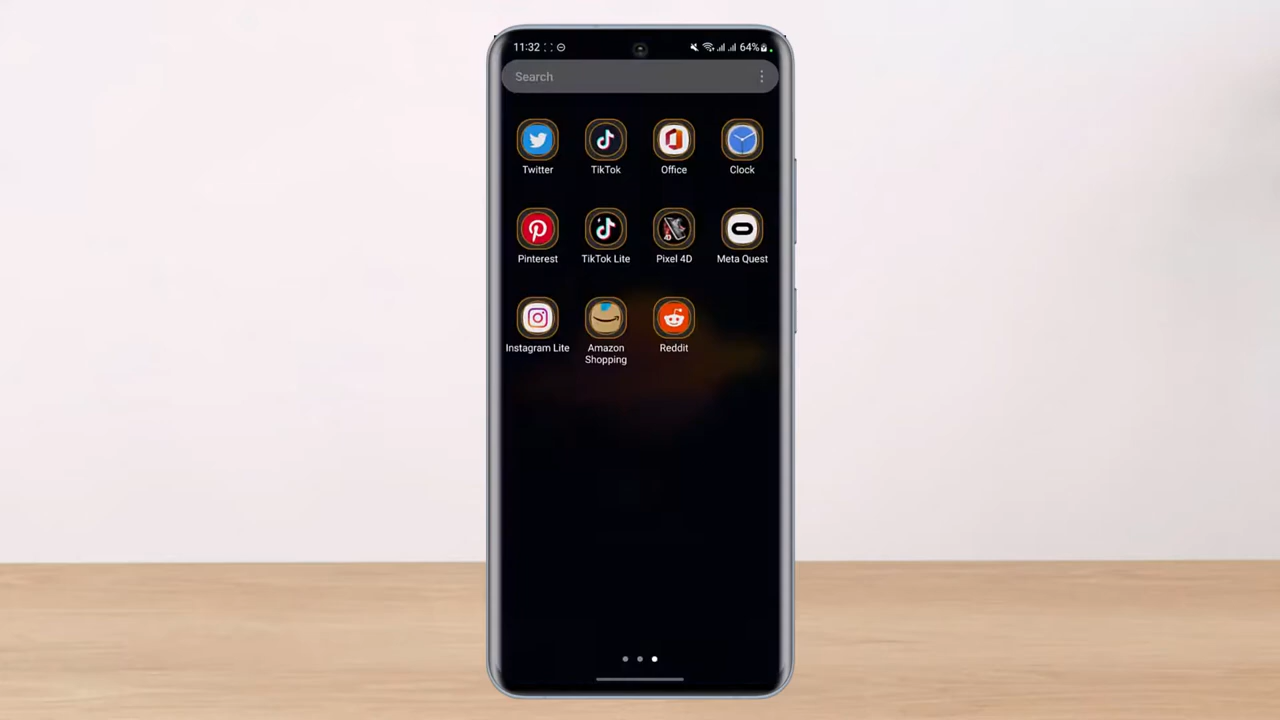 11:32
64%
Search
Twitter
TikTok
Office
Clock
Pinterest
TikTok Lite
Pixel 4D
Meta Quest
Instagram Lite
Amazon
Shopping
Reddit